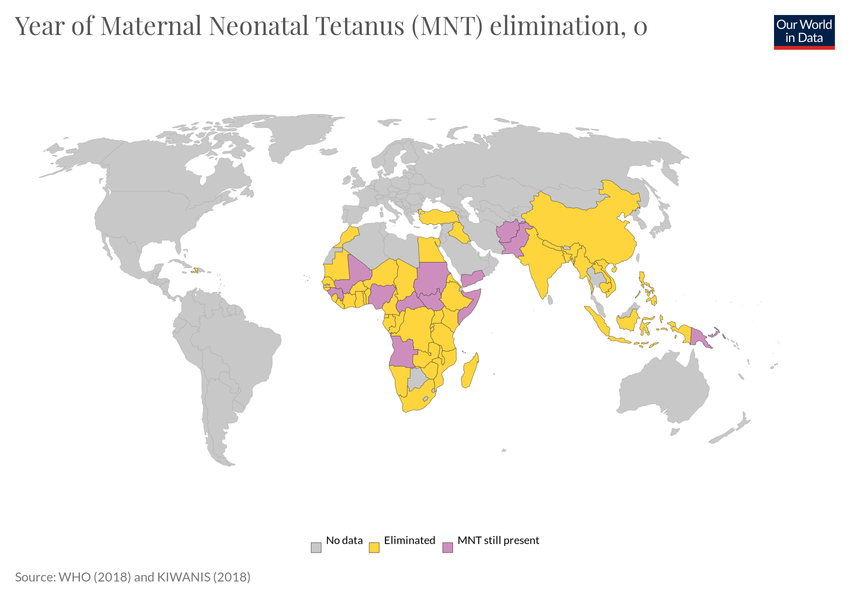 Year of Maternal Neonatal Tetanus (MNT) elimination, 0
Our World
in Data
No data
Eliminated
MNT still present
Source: WHO (2018) and KIWANIS (2018)